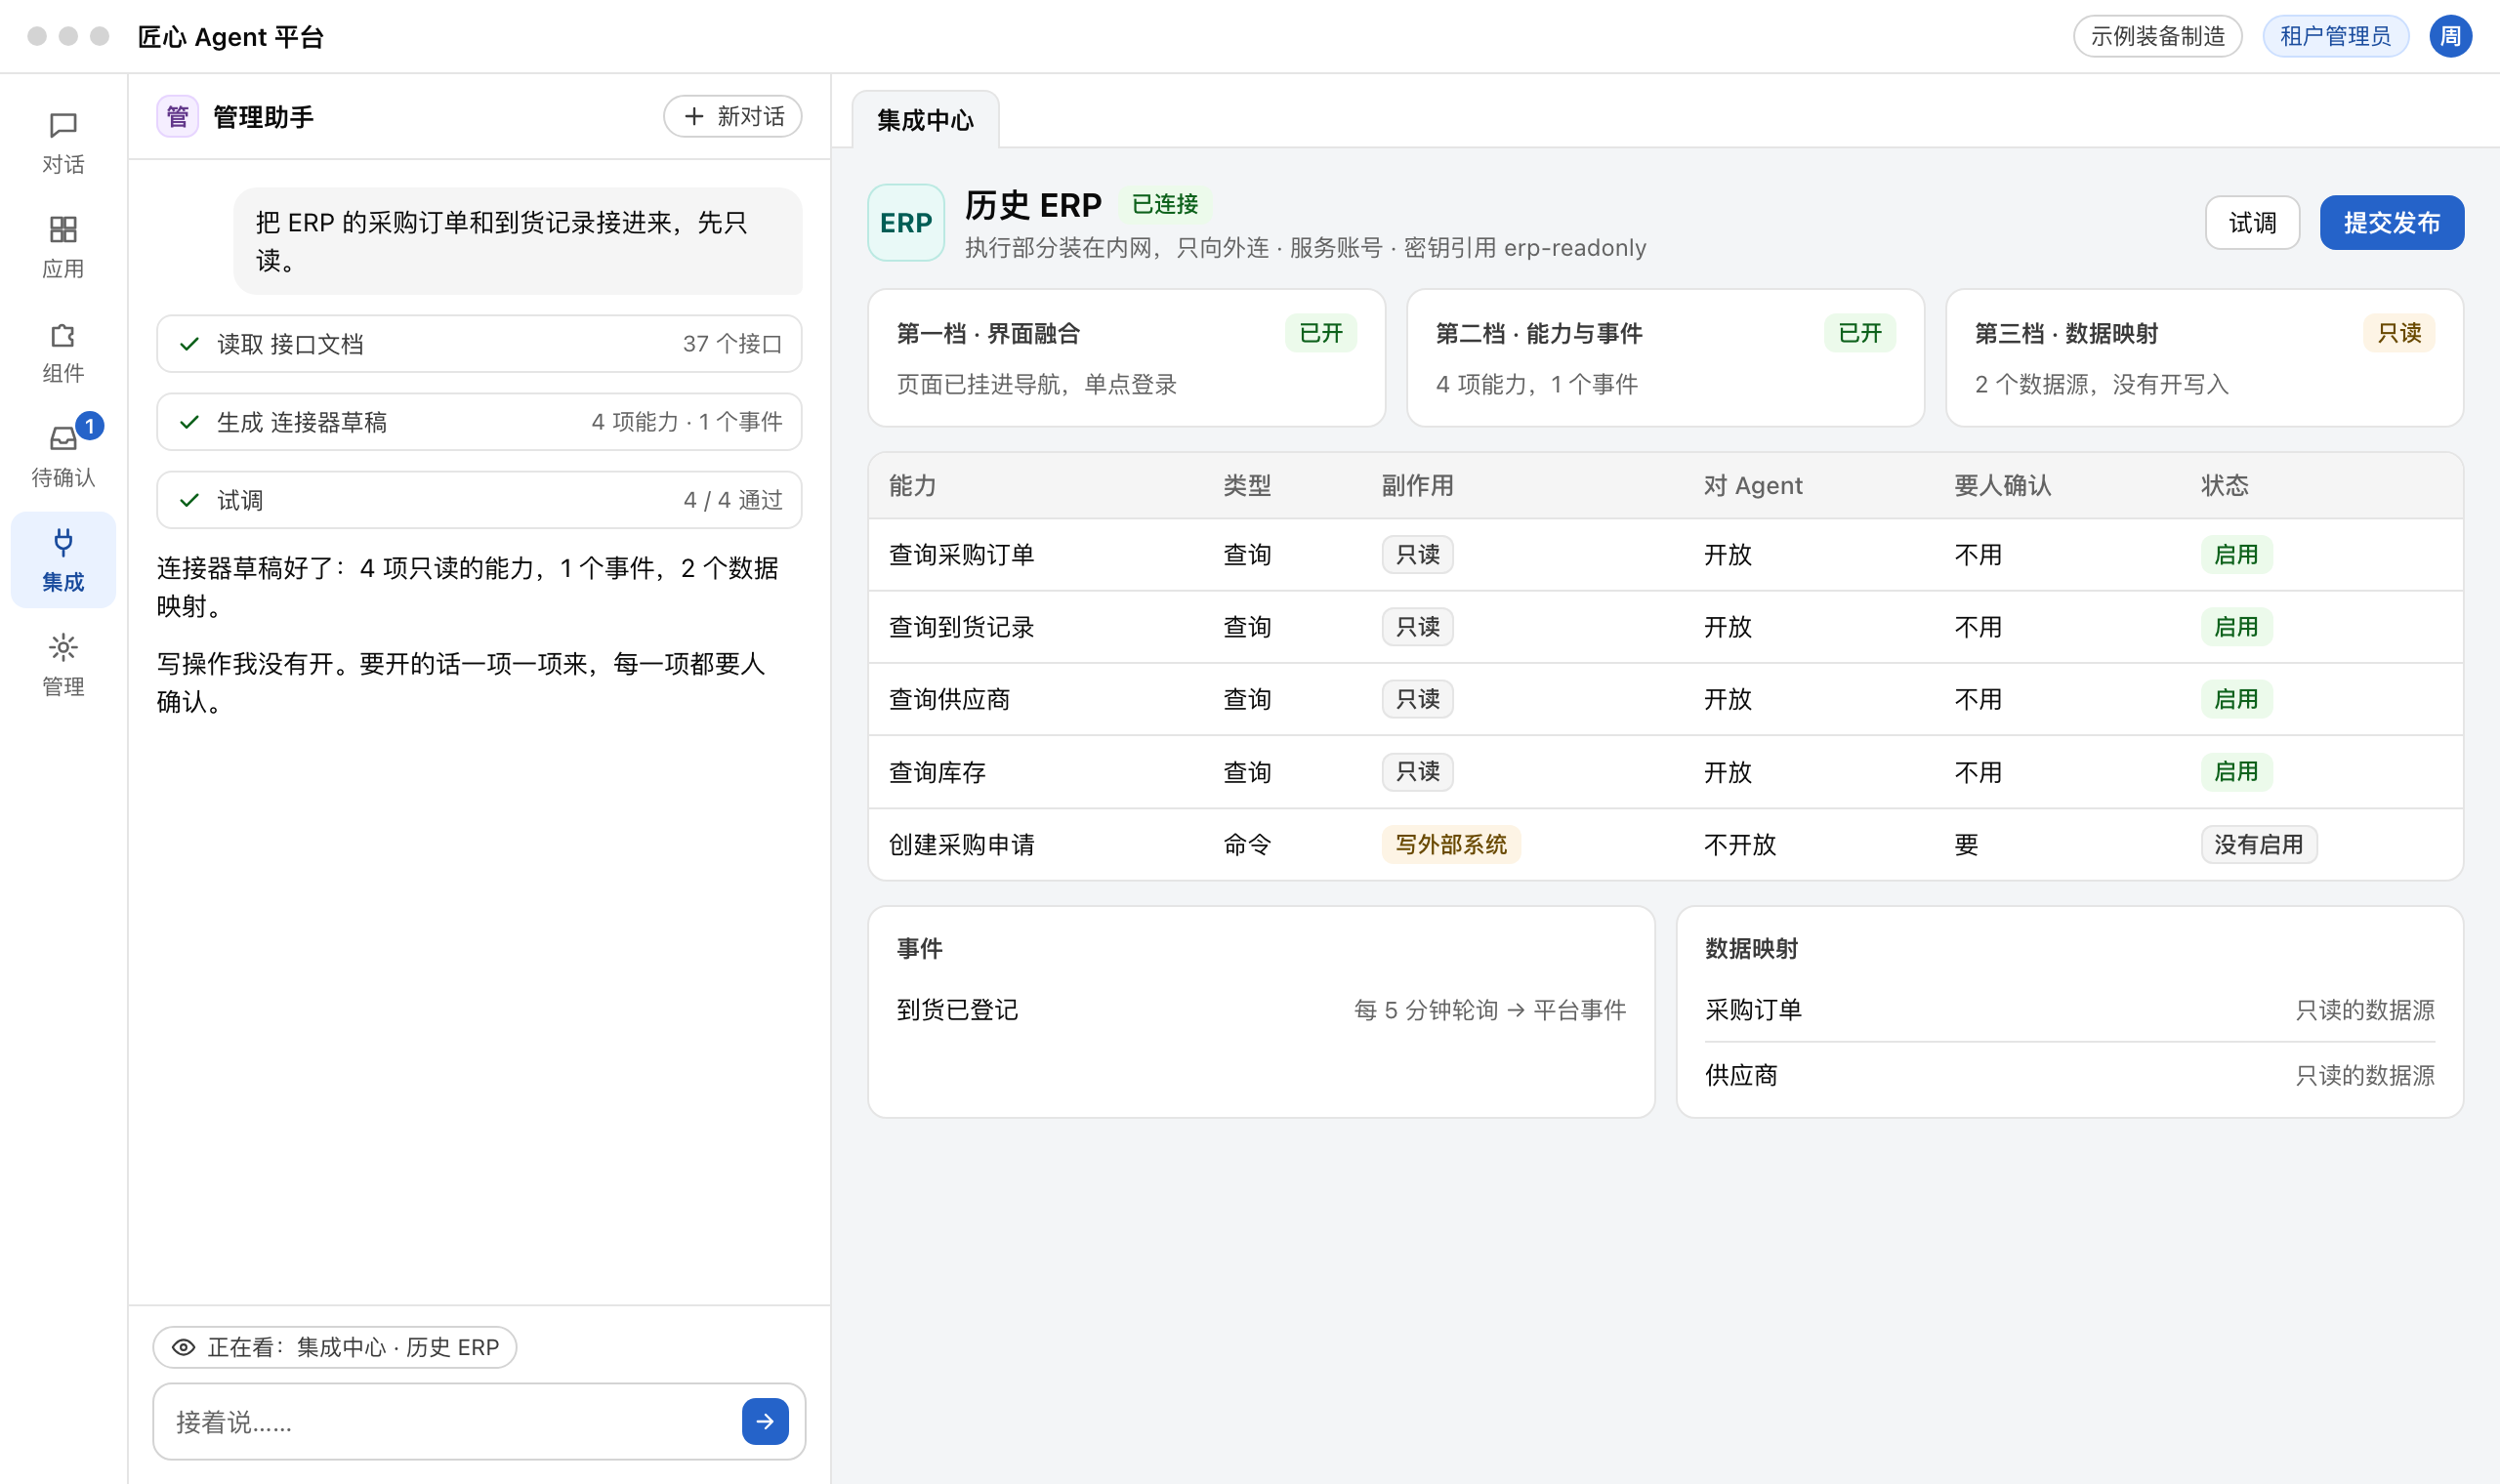 匠心 Agent 平台
示例装备制造
租户管理员
周
对话
应用
组件
1
待确认
集成
管理
管
管理助手
新对话
把 ERP 的采购订单和到货记录接进来，先只
读。
读取 接口文档
37 个接口
生成 连接器草稿
4 项能力 · 1 个事件
试调
4 / 4 通过
连接器草稿好了：4 项只读的能力，1 个事件，2 个数据
映射。
写操作我没有开。要开的话一项一项来，每一项都要人
确认。
正在看：集成中心 · 历史 ERP
接着说……
集成中心
ERP
历史 ERP
已连接
执行部分装在内网，只向外连 · 服务账号 · 密钥引用 erp-readonly
试调
提交发布
第一档 · 界面融合
已开
页面已挂进导航，单点登录
第二档 · 能力与事件
已开
4 项能力，1 个事件
第三档 · 数据映射
只读
2 个数据源，没有开写入
能力 类型 副作用 对 Agent 要人确认 状态
查询采购订单 查询 只读 开放 不用 启用
查询到货记录 查询 只读 开放 不用 启用
查询供应商 查询 只读 开放 不用 启用
查询库存 查询 只读 开放 不用 启用
创建采购申请 命令 写外部系统 不开放 要 没有启用
事件
到货已登记
每 5 分钟轮询 → 平台事件
数据映射
采购订单
只读的数据源
供应商
只读的数据源